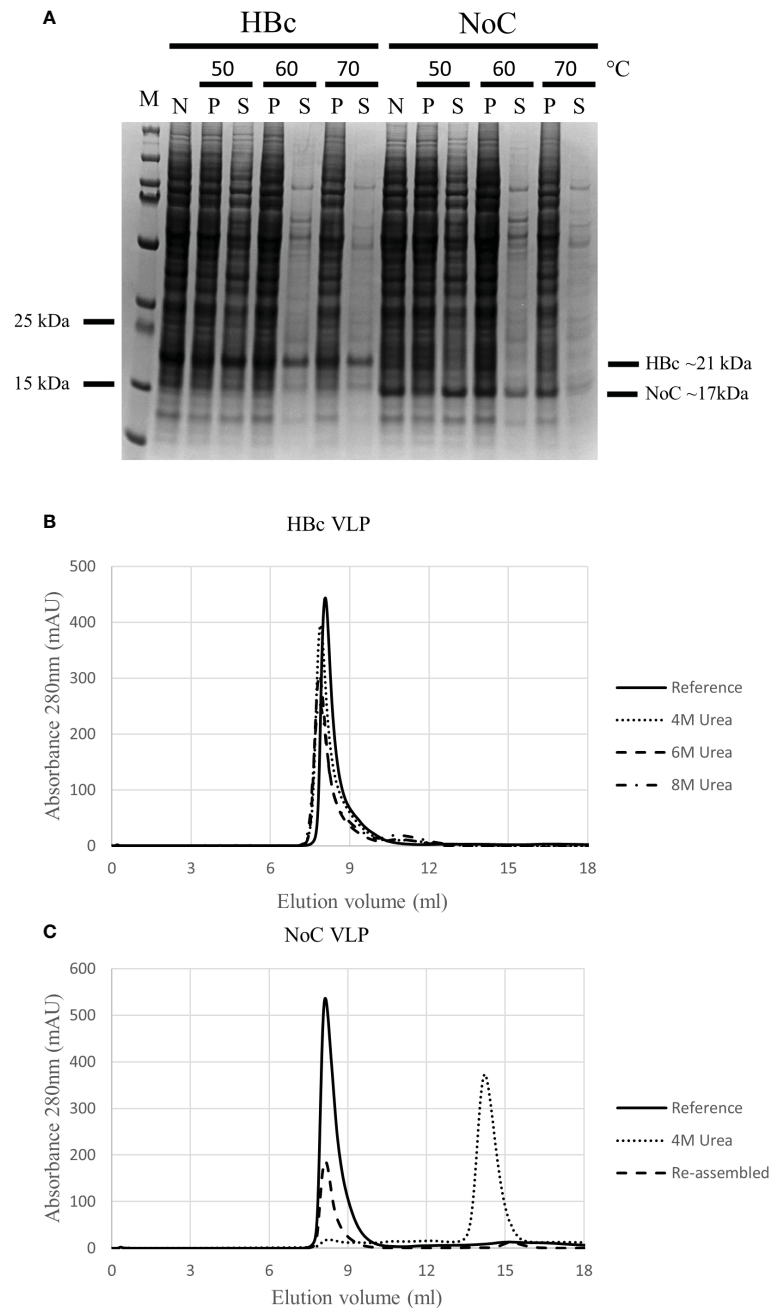 A
HBc NoC
50 60 70 50 60 70 °C
M N P S P S P S N P S P S P S
25 kDa
15 kDa
HBc ~21 kDa
NoC ~17kDa
B
HBc VLP
500
400
300
200
100
0
Absorbance 280nm (mAU)
0 3 6 9 12 15 18
Elution volume (ml)
Reference
4M Urea
6M Urea
8M Urea
C
NoC VLP
600
500
400
300
200
100
0
Absorbance 280nm (mAU)
0 3 6 9 12 15 18
Elution volume (ml)
Reference
4M Urea
Re-assembled